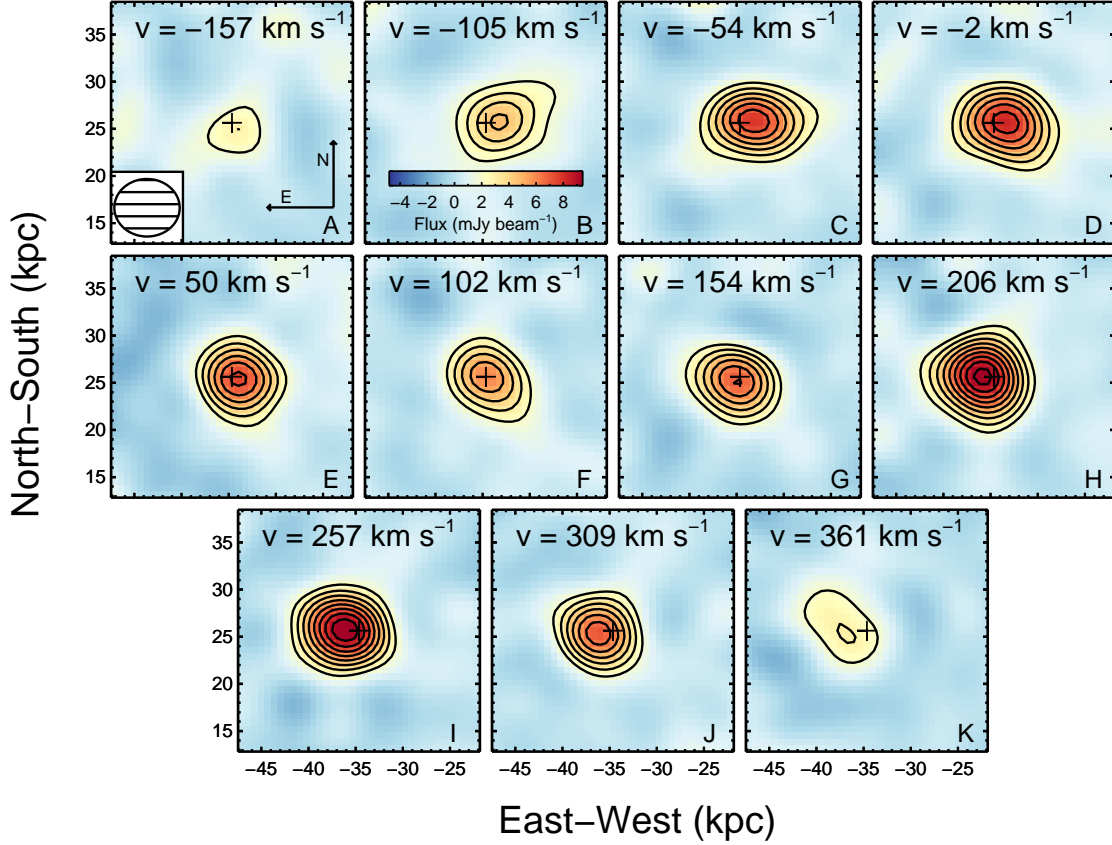 v = −157 km s⁻¹
v = −105 km s⁻¹
v = −54 km s⁻¹
v = −2 km s⁻¹
35
30
25
20
15
N
E
A
−4 −2 0 2 4 6 8
Flux (mJy beam⁻¹)
B
C
D
v = 50 km s⁻¹
v = 102 km s⁻¹
v = 154 km s⁻¹
v = 206 km s⁻¹
35
30
25
20
15
E
F
G
H
North−South (kpc)
v = 257 km s⁻¹
v = 309 km s⁻¹
v = 361 km s⁻¹
35
30
25
20
15
I
J
K
−45 −40 −35 −30 −25
−45 −40 −35 −30 −25
−45 −40 −35 −30 −25
East−West (kpc)